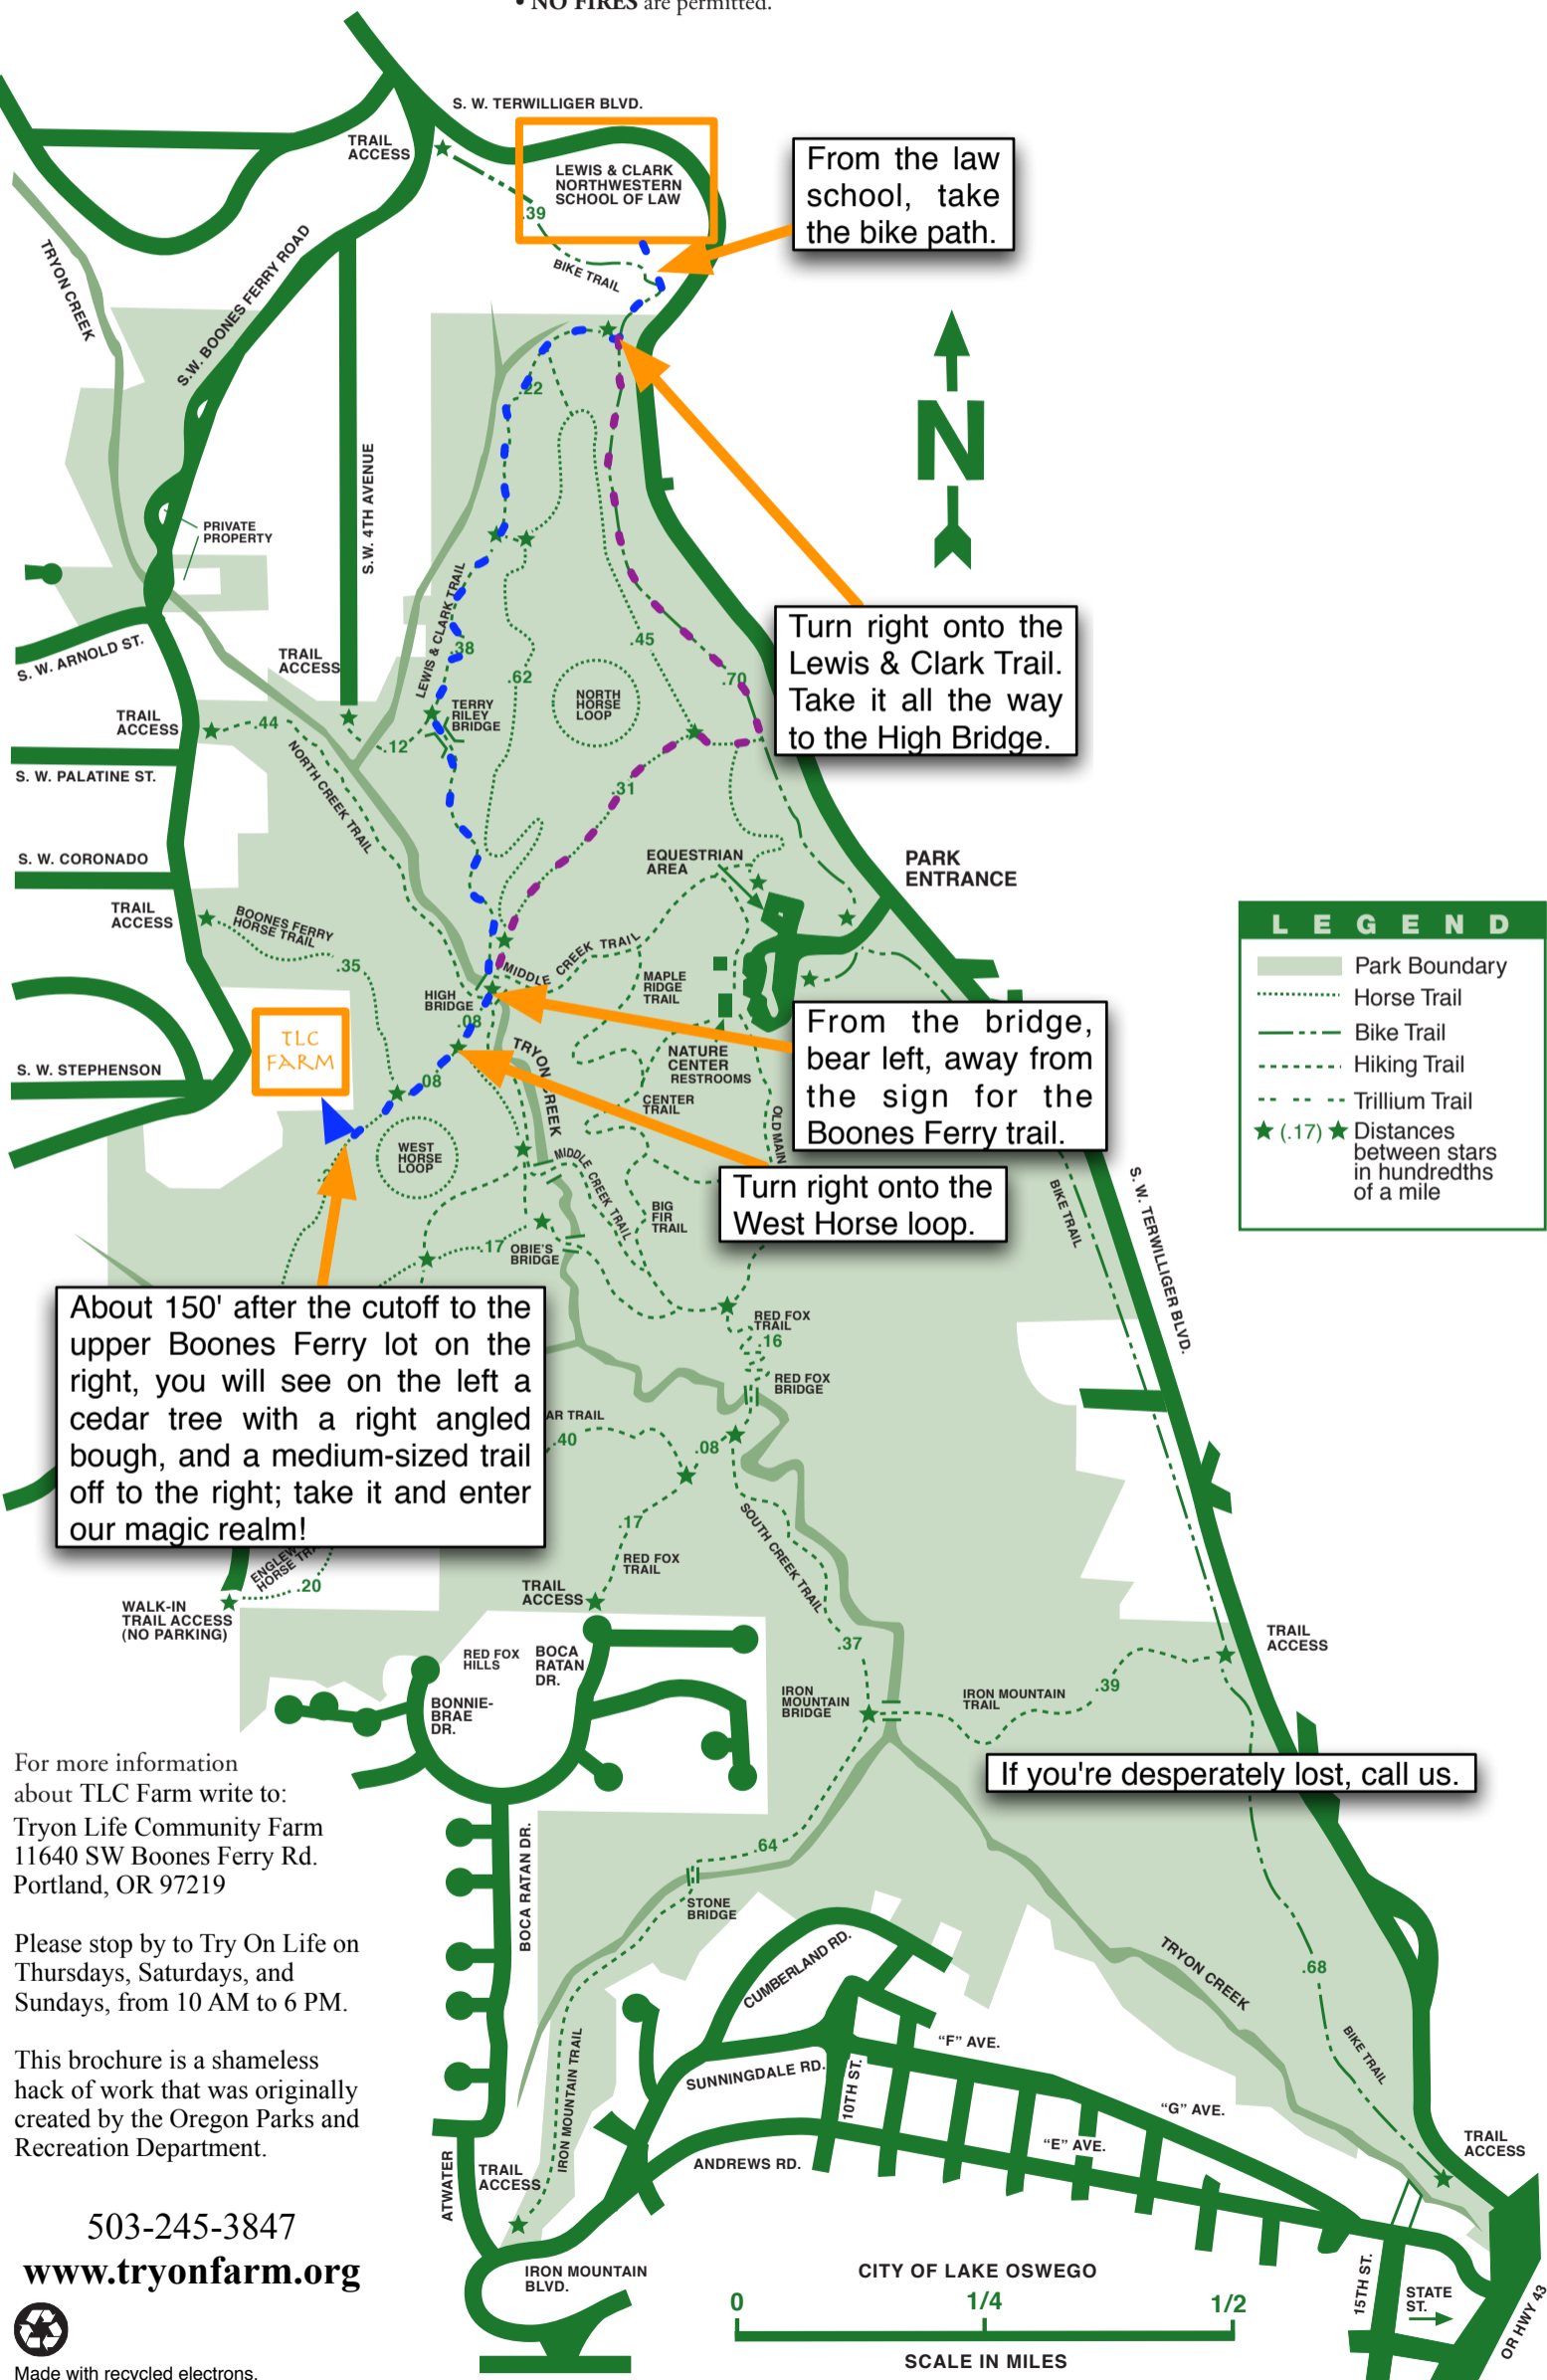 • NO FIRES are permitted.
S. W. TERWILLIGER BLVD.
TRAIL
ACCESS
LEWIS & CLARK
NORTHWESTERN
SCHOOL OF LAW
.39
BIKE TRAIL
From the law
school, take
the bike path.
TRYON CREEK
S.W. BOONES FERRY ROAD
S.W. 4TH AVENUE
PRIVATE
PROPERTY
.22
N
S. W. ARNOLD ST.
TRAIL
ACCESS
LEWIS & CLARK TRAIL
.38
.62
.45
.70
NORTH
HORSE
LOOP
Turn right onto the
Lewis & Clark Trail.
Take it all the way
to the High Bridge.
TRAIL
ACCESS
.44
.12
TERRY
RILEY
BRIDGE
S. W. PALATINE ST.
NORTH CREEK TRAIL
.31
S. W. CORONADO
EQUESTRIAN
AREA
PARK
ENTRANCE
TRAIL
ACCESS
BOONES FERRY
HORSE TRAIL
.35
MIDDLE CREEK TRAIL
MAPLE
RIDGE
TRAIL
HIGH
BRIDGE
.08
LEGEND
Park Boundary
Horse Trail
Bike Trail
Hiking Trail
Trillium Trail
(.17)
Distances
between stars
in hundredths
of a mile
TLC
FARM
S. W. STEPHENSON
08
TRYON CREEK
NATURE
CENTER
RESTROOMS
CENTER
TRAIL
OLD MAIN
From the bridge,
bear left, away from
the sign for the
Boones Ferry trail.
WEST
HORSE
LOOP
MIDDLE CREEK TRAIL
Turn right onto the
West Horse loop.
BIG
FIR
TRAIL
.17
OBIE'S
BRIDGE
BIKE TRAIL
S. W. TERWILLIGER BLVD.
About 150' after the cutoff to the
upper Boones Ferry lot on the
right, you will see on the left a
cedar tree with a right angled
bough, and a medium-sized trail
off to the right; take it and enter
our magic realm!
RED FOX
TRAIL
.16
RED FOX
BRIDGE
AR TRAIL
.40
.08
.17
RED FOX
TRAIL
SOUTH CREEK TRAIL
HORSE
.20
WALK-IN
TRAIL ACCESS
(NO PARKING)
TRAIL
ACCESS
RED FOX
HILLS
BOCA
RATAN
DR.
BONNIE-
BRAE
DR.
.37
IRON
MOUNTAIN
BRIDGE
IRON MOUNTAIN
TRAIL
.39
TRAIL
ACCESS
If you're desperately lost, call us.
For more information
about TLC Farm write to:
Tryon Life Community Farm
11640 SW Boones Ferry Rd.
Portland, OR 97219
BOCA RATAN DR.
.64
STONE
BRIDGE
Please stop by to Try On Life on
Thursdays, Saturdays, and
Sundays, from 10 AM to 6 PM.
CUMBERLAND RD.
TRYON CREEK
.68
BIKE TRAIL
This brochure is a shameless
hack of work that was originally
created by the Oregon Parks and
Recreation Department.
IRON MOUNTAIN TRAIL
SUNNINGDALE RD.
10TH ST.
“F” AVE.
“G” AVE.
“E” AVE.
ANDREWS RD.
ATWATER
TRAIL
ACCESS
TRAIL
ACCESS
503-245-3847
www.tryonfarm.org
IRON MOUNTAIN
BLVD.
CITY OF LAKE OSWEGO
0 1/4 1/2
SCALE IN MILES
15TH ST.
STATE
ST.
OR HWY 43
Made with recycled electrons.